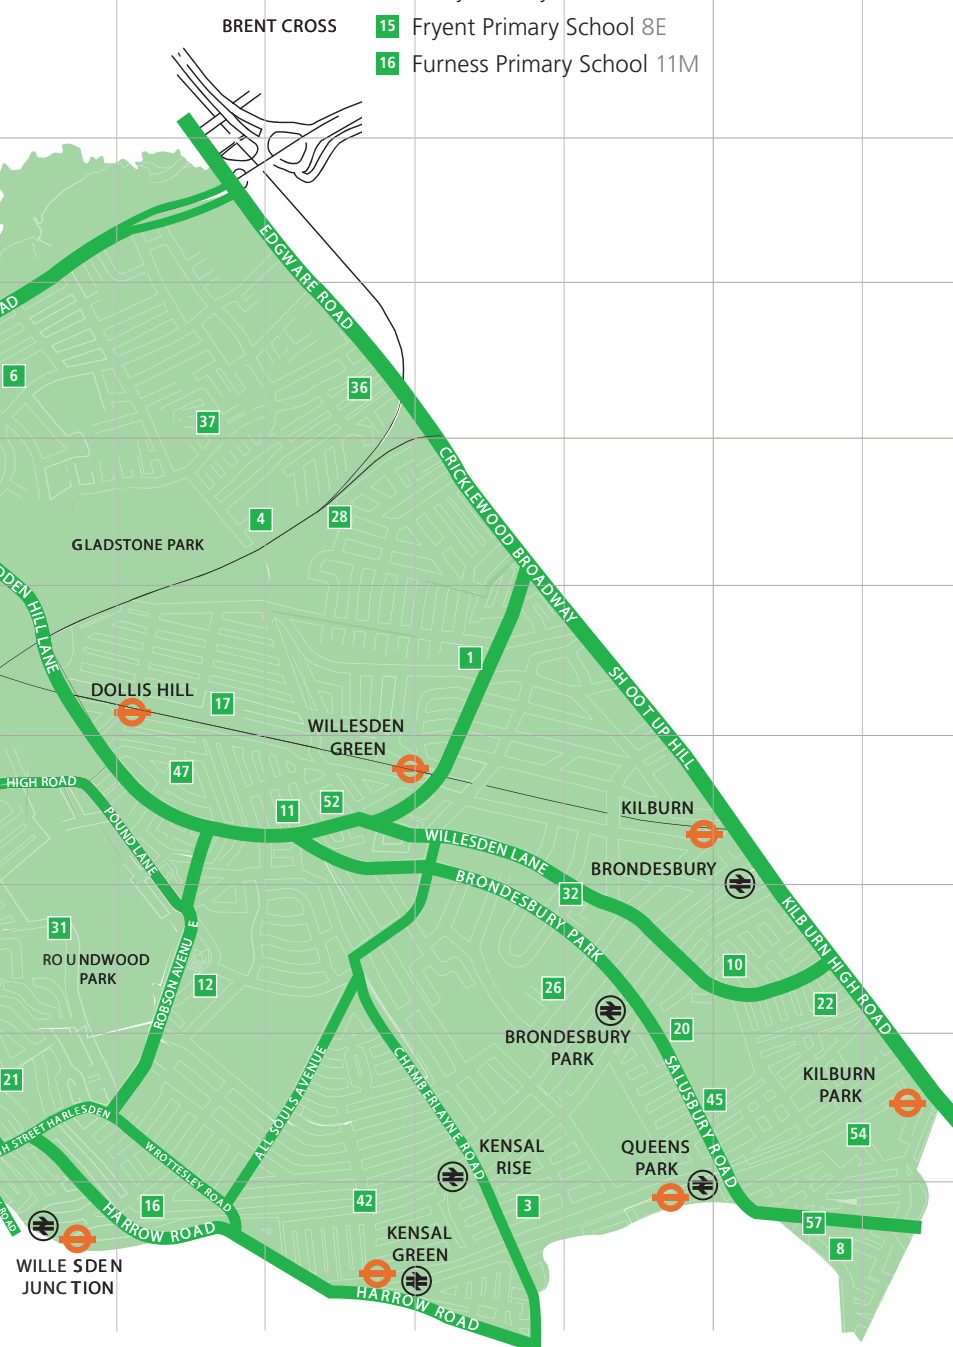 BRENT CROSS
15 Fryent Primary School 8E
16 Furness Primary School 11M
EDGWARE ROAD
AD
6
36
37
CRICKLEWOOD BROADWAY
4
28
GLADSTONE PARK
DDEN HILL LANE
1
SHOOT UP HILL
DOLLIS HILL
17
WILLESDEN
GREEN
47
HIGH ROAD
11
52
KILBURN
POUND LANE
WILLESDEN LANE
BRONDESBURY
BRONDESBURY PARK
32
KILBURN HIGH ROAD
31
ROUNDWOOD
PARK
ROBSON AVENUE
12
10
26
22
BRONDESBURY
PARK
20
21
ALL SOULS AVENUE
CHAMBERLAYNE ROAD
SALUSBURY ROAD
KILBURN
PARK
45
H STREET HARLESDEN
54
WROTTESLEY ROAD
KENSAL
RISE
QUEENS
PARK
16
42
3
HARROW ROAD
ROAD
57
8
KENSAL
GREEN
WILLESDEN
JUNCTION
HARROW ROAD